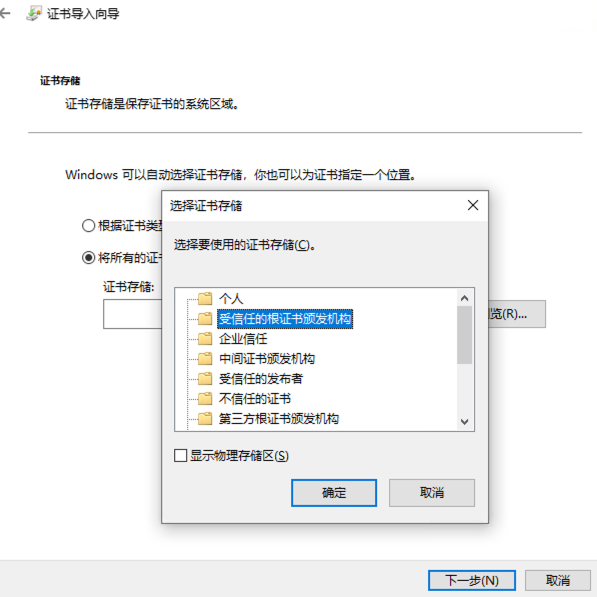 证书导入向导
证书存储
证书存储是保存证书的系统区域。
Windows 可以自动选择证书存储，你也可以为证书指定一个位置。
根据证书类
将所有的证
证书存储:
览(R)...
选择证书存储
选择要使用的证书存储(C)。
个人
受信任的根证书颁发机构
企业信任
中间证书颁发机构
受信任的发布者
不信任的证书
第三方根证书颁发机构
显示物理存储区(S)
确定
取消
下一步(N)
取消